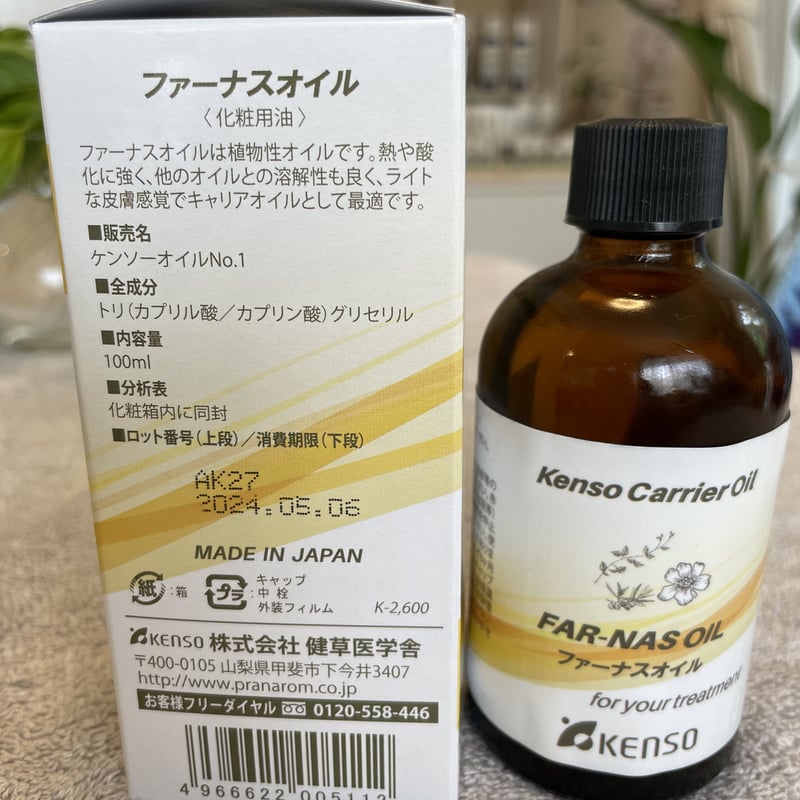 ファーナスオイル
〈化粧用油〉
ファーナスオイルは植物性オイルです。熱や酸
化に強く、他のオイルとの溶解性も良く、ライト
な皮膚感覚でキャリアオイルとして最適です。
■販売名
ケンソーオイルNo.1
■全成分
トリ(カプリル酸／カプリン酸)グリセリル
■内容量
100ml
■分析表
化粧箱内に同封
■ロット番号(上段)／消費期限(下段)
AK27
2024.05.06
MADE IN JAPAN
紙 :箱
プラ :
キャップ
中 栓
外装フィルム
K-2,600
KENSO 株式会社 健草医学舎
〒400-0105 山梨県甲斐市下今井3407
http://www.pranarom.co.jp
お客様フリーダイヤル 0120-558-446
4 966622 005112
Kenso Carrier Oil
FAR-NAS OIL
ファーナスオイル
for your treatment
KENSO